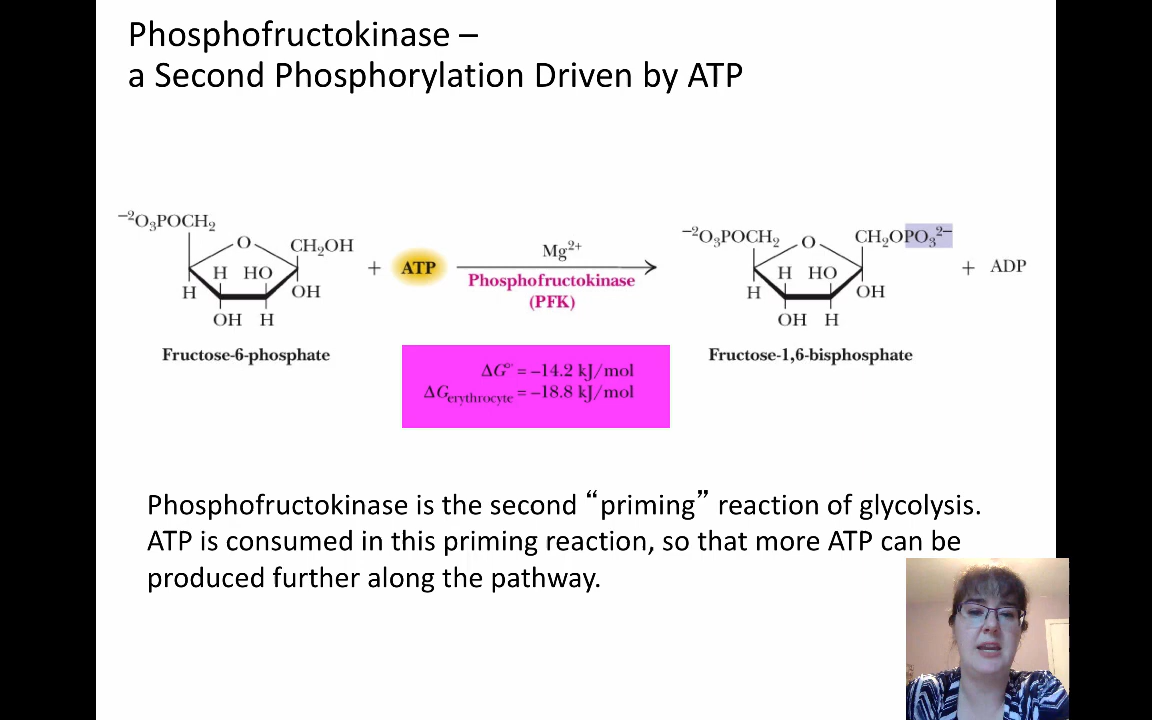 Phosphofructokinase –
a Second Phosphorylation Driven by ATP
⁻²O₃POCH₂
O
CH₂OH
H HO
H
OH
OH H
Fructose-6-phosphate
+
ATP
Mg²⁺
Phosphofructokinase
(PFK)
⁻²O₃POCH₂
O
CH₂OPO₃²⁻
H HO
H
OH
OH H
Fructose-1,6-bisphosphate
+ ADP
ΔG°′ = –14.2 kJ/mol
ΔGerythrocyte = –18.8 kJ/mol
Phosphofructokinase is the second “priming” reaction of glycolysis.
ATP is consumed in this priming reaction, so that more ATP can be
produced further along the pathway.